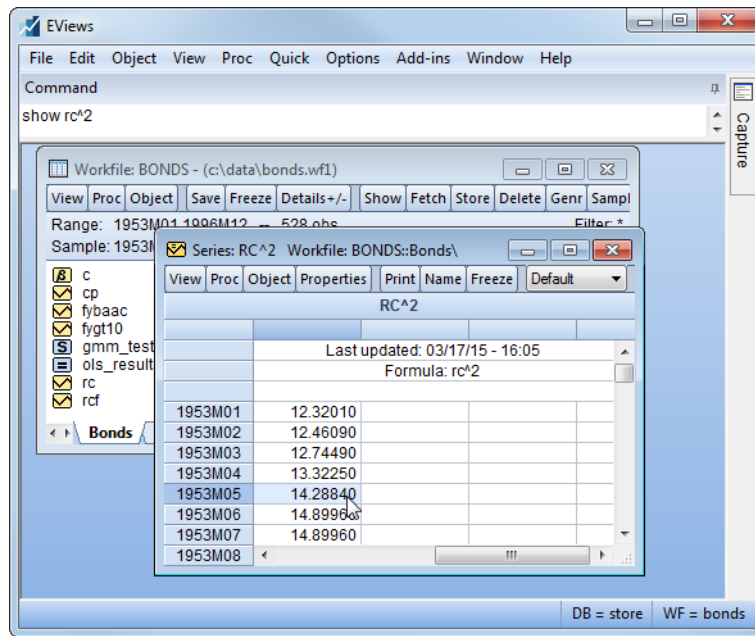 EViews
File Edit Object View Proc Quick Options Add-ins Window Help
Command
show rc^2
Capture
Workfile: BONDS - (c:\data\bonds.wf1)
View Proc Object Save Freeze Details+/- Show Fetch Store Delete Genr Sampl
Range: 1953M01 1996M12 -- 528 obs Filter: *
Sample: 1953M
c
cp
fybaac
fygt10
gmm_test
ols_result
rc
rcf
Bonds
Series: RC^2 Workfile: BONDS::Bonds\
View Proc Object Properties Print Name Freeze Default
RC^2
Last updated: 03/17/15 - 16:05
Formula: rc^2
1953M01 12.32010
1953M02 12.46090
1953M03 12.74490
1953M04 13.32250
1953M05 14.28840
1953M06 14.89960
1953M07 14.89960
1953M08
DB = store WF = bonds